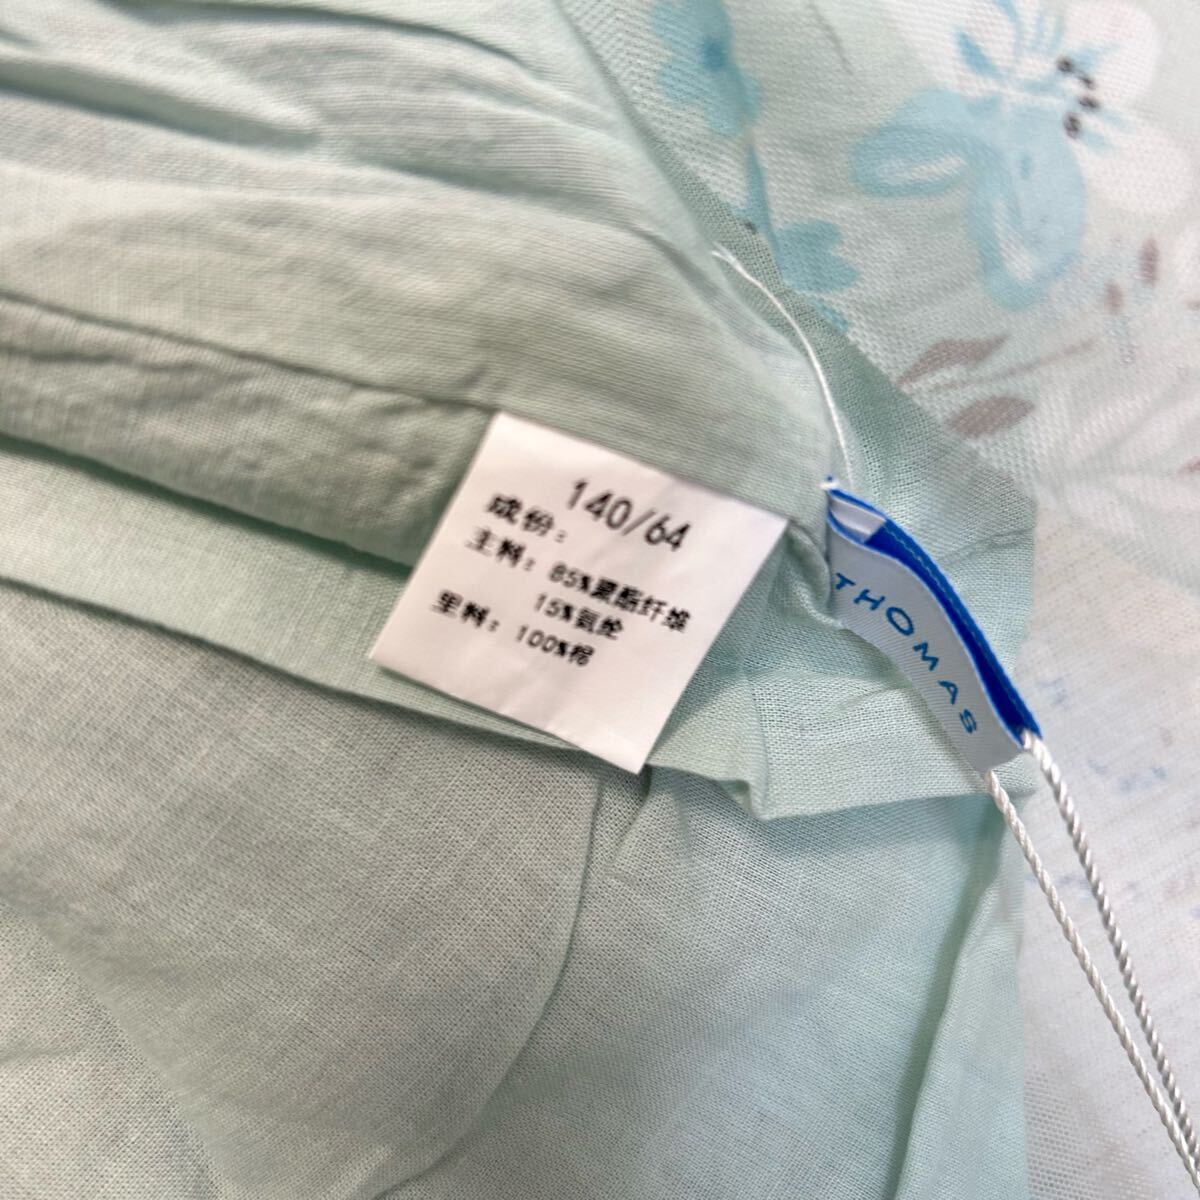 140/64
成份:
主料: 85%聚酯纤维
15%氨纶
里料: 100%棉
THOMAS